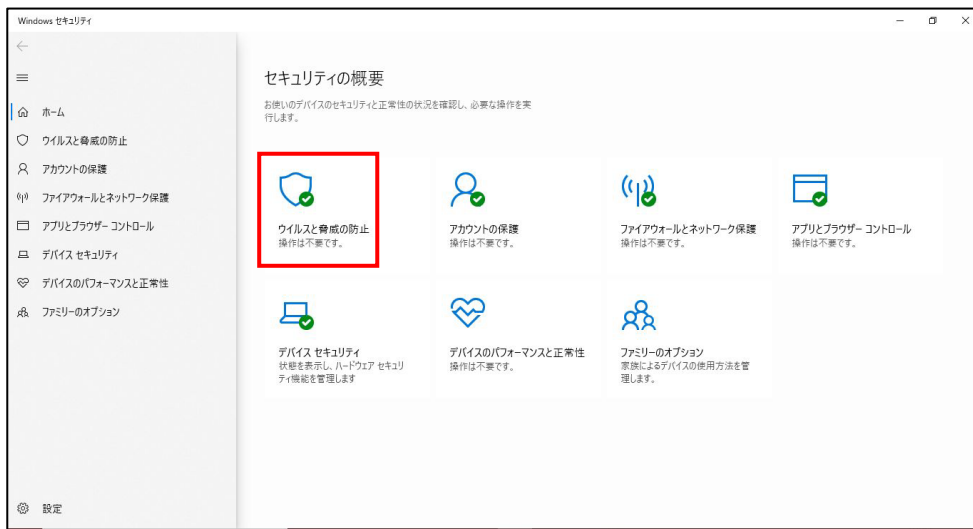 Windows セキュリティ
ホーム
ウイルスと脅威の防止
アカウントの保護
ファイアウォールとネットワーク保護
アプリとブラウザー コントロール
デバイス セキュリティ
デバイスのパフォーマンスと正常性
ファミリーのオプション
設定
セキュリティの概要
お使いのデバイスのセキュリティと正常性の状況を確認し、必要な操作を実
行します。
ウイルスと脅威の防止
操作は不要です。
アカウントの保護
操作は不要です。
ファイアウォールとネットワーク保護
操作は不要です。
アプリとブラウザー コントロール
操作は不要です。
デバイス セキュリティ
状態を表示し、ハードウェア セキュリ
ティ機能を管理します
デバイスのパフォーマンスと正常性
操作は不要です。
ファミリーのオプション
家族によるデバイスの使用方法を管
理します。